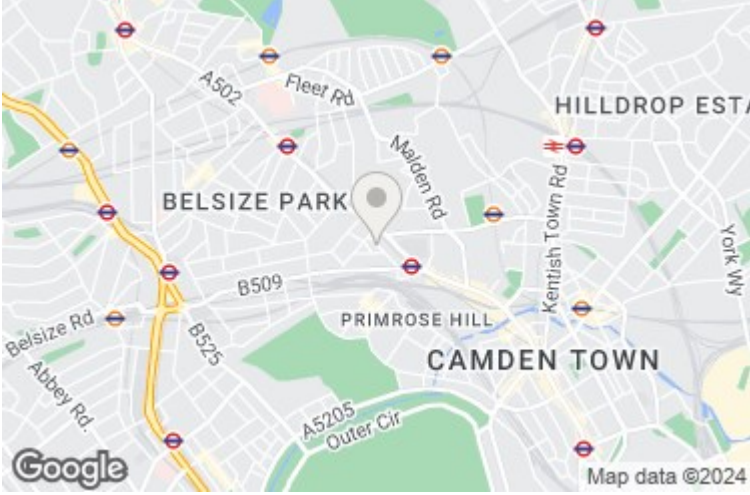 A502
Fleet Rd
HILLDROP ESTA
Malden Rd
BELSIZE PARK
Kentish Town Rd
York Wy
B509
PRIMROSE HILL
Belsize Rd
B525
CAMDEN TOWN
Abbey Rd.
A5205
Outer Cir
Google
Map data ©2024